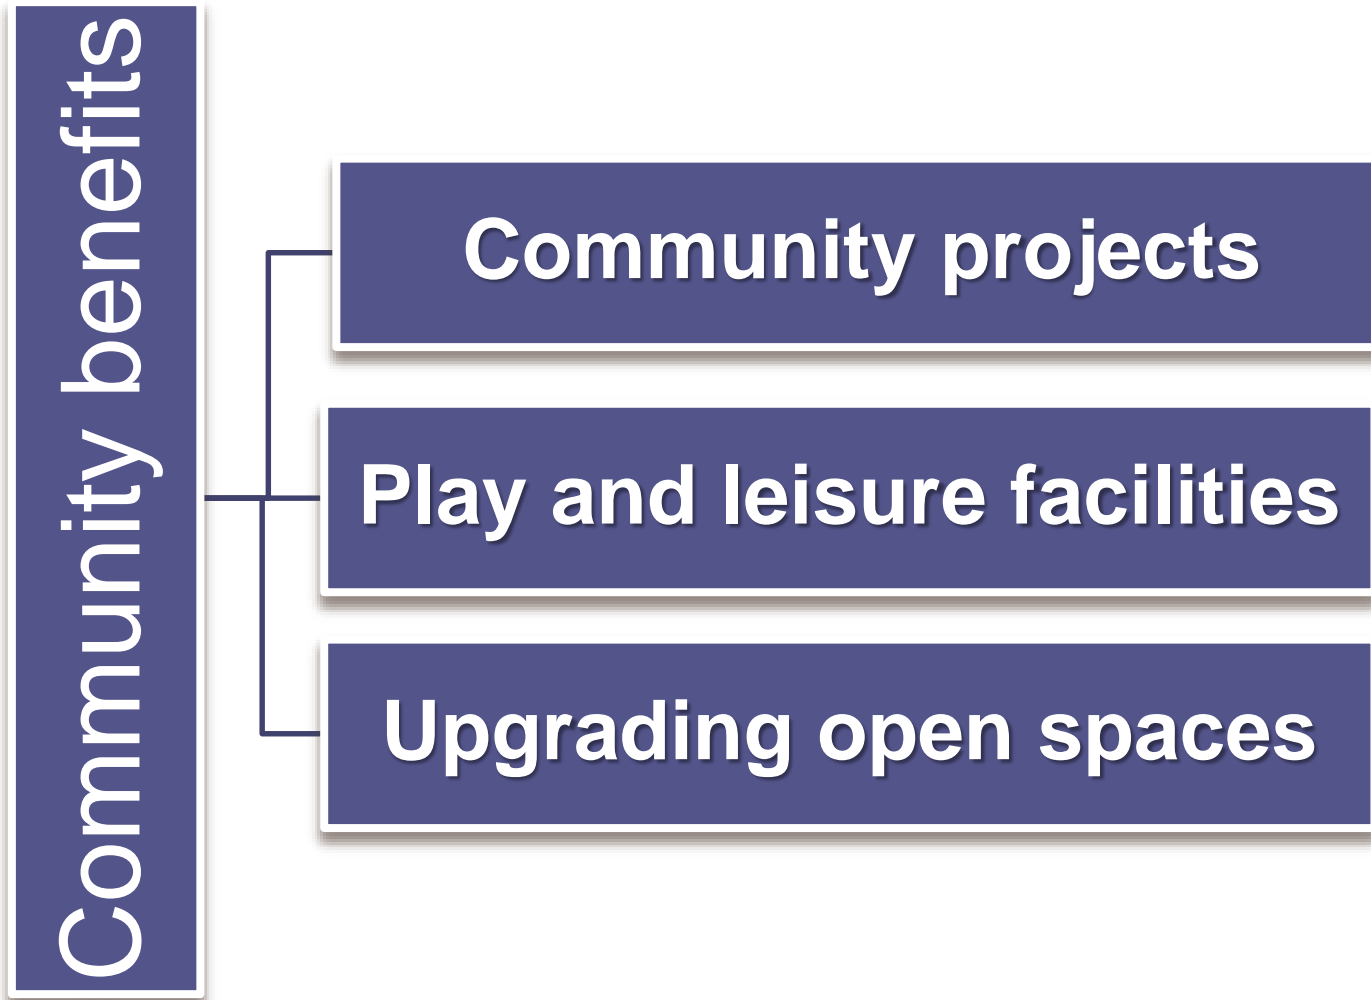 Community benefits
Community projects
Play and leisure facilities
Upgrading open spaces